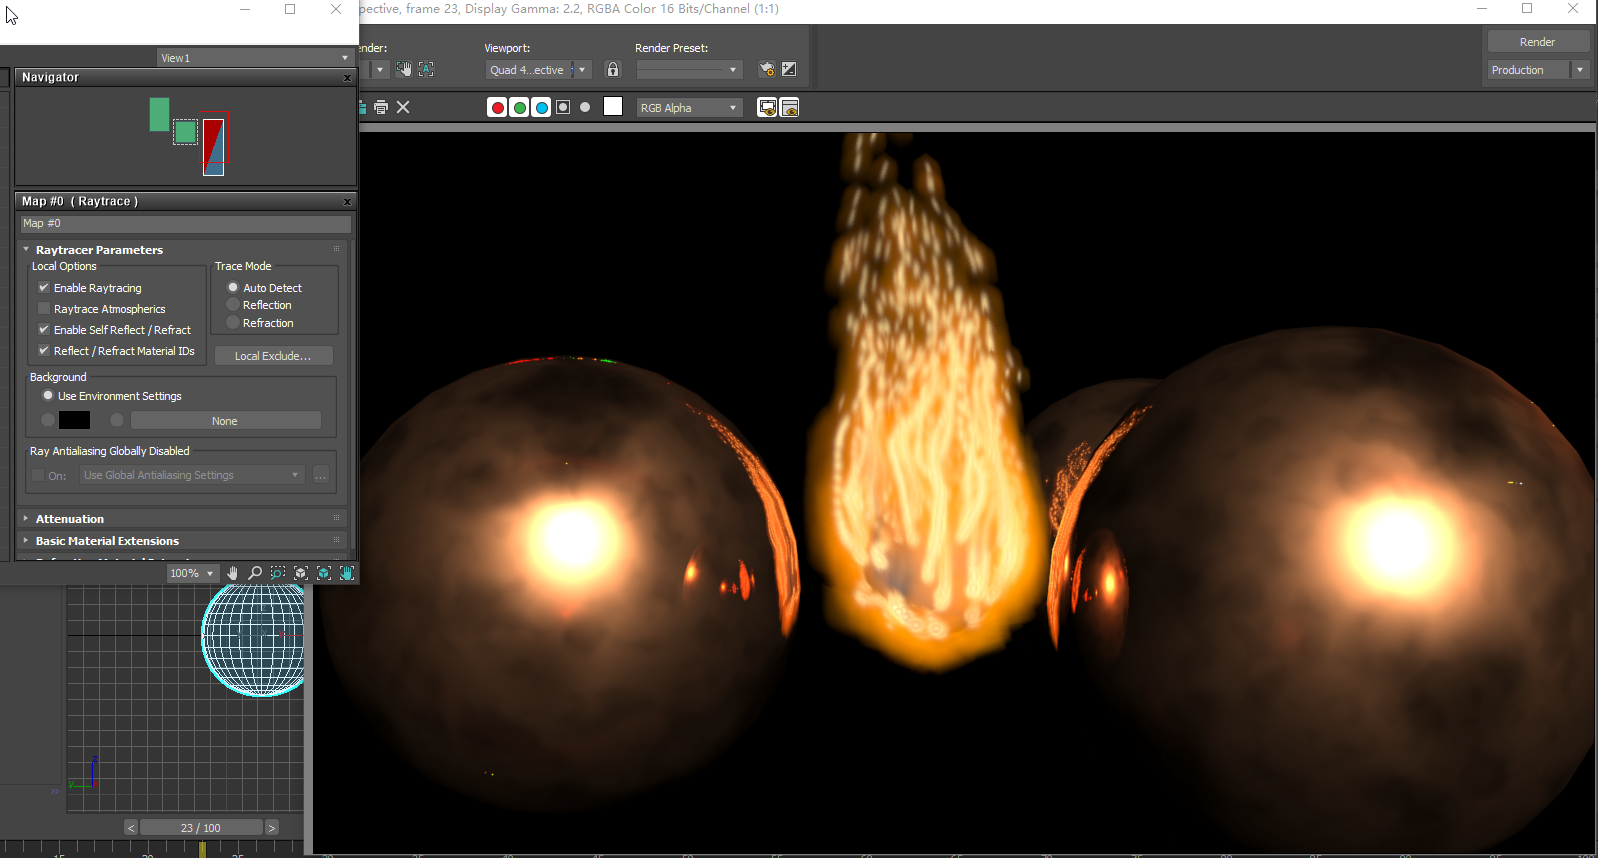 spective, frame 23, Display Gamma: 2.2, RGBA Color 16 Bits/Channel (1:1)
ender:
Viewport:
Render Preset:
Render
View1
Quad 4...ective
Production
Navigator
RGB Alpha
Map #0 ( Raytrace )
Map #0
Raytracer Parameters
Local Options
Trace Mode
Enable Raytracing
Auto Detect
Raytrace Atmospherics
Reflection
Enable Self Reflect / Refract
Refraction
Reflect / Refract Material IDs
Local Exclude...
Background
Use Environment Settings
None
Ray Antialiasing Globally Disabled
On:
Use Global Antialiasing Settings
...
Attenuation
Basic Material Extensions
100%
z
y
< 23 / 100 >